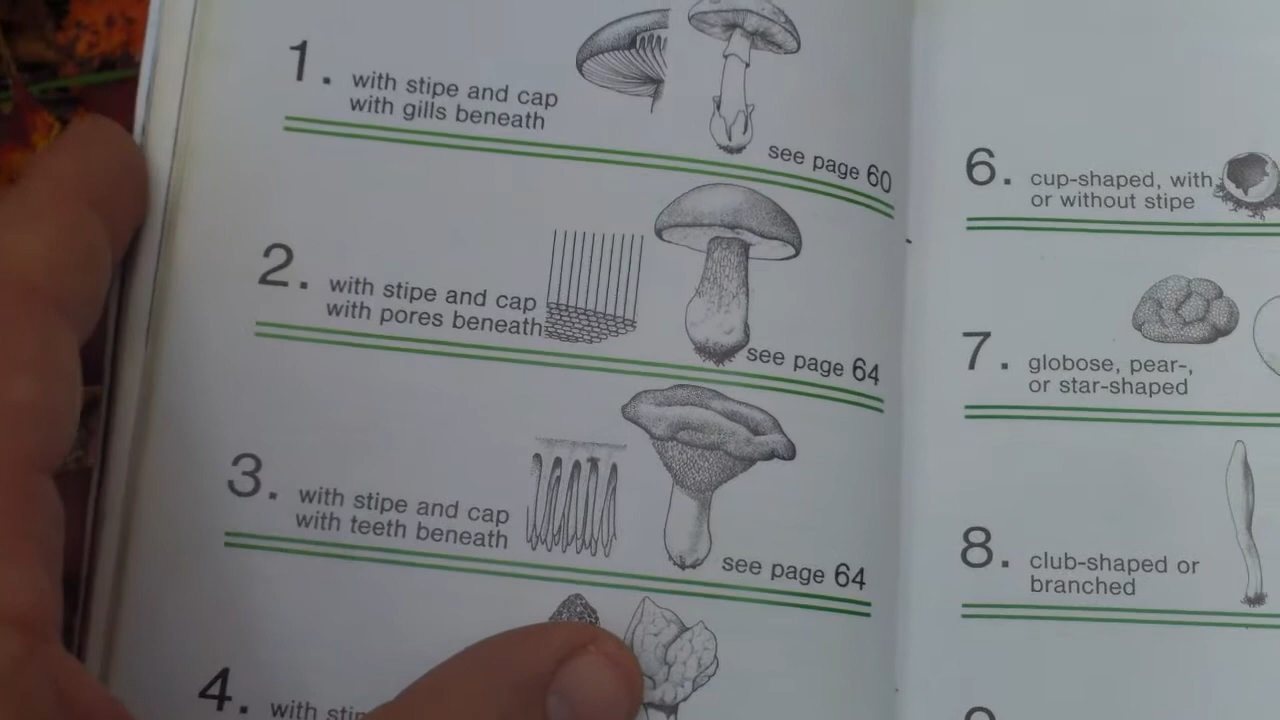 1.
with stipe and cap
with gills beneath
see page 60
2.
with stipe and cap
with pores beneath
see page 64
3.
with stipe and cap
with teeth beneath
see page 64
4.
with
6.
cup-shaped, with
or without stipe
7.
globose, pear-,
or star-shaped
8.
club-shaped or
branched